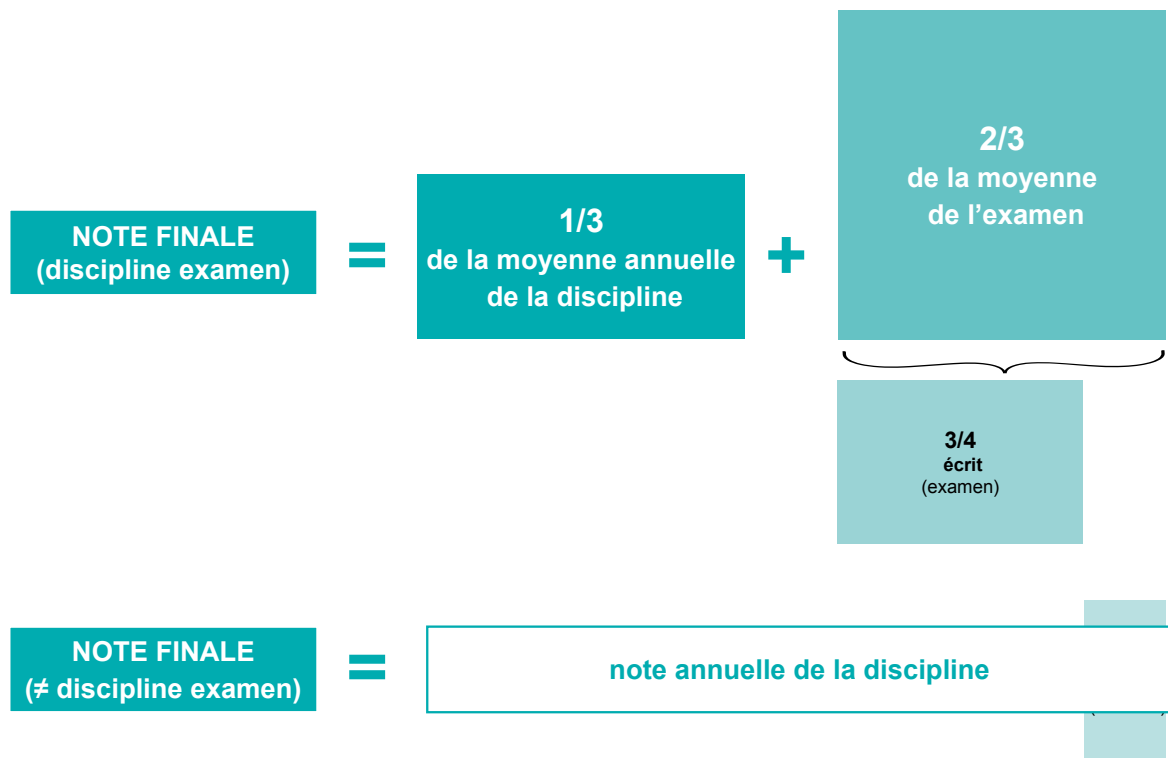 NOTE FINALE
(discipline examen)
=
1/3
de la moyenne annuelle
de la discipline
+
2/3
de la moyenne
de l’examen
3/4
écrit
(examen)
NOTE FINALE
(≠ discipline examen)
=
note annuelle de la discipline